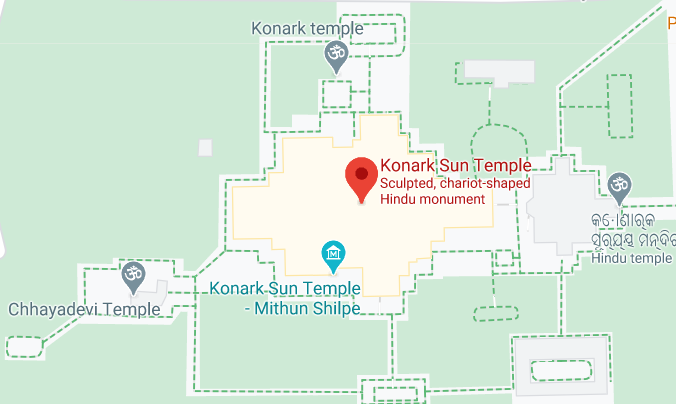 Konark temple
Konark Sun Temple
Sculpted, chariot-shaped
Hindu monument
କୋଣାର୍କ
ସୂର୍ଯ୍ୟ ମନ୍ଦିର
Hindu temple
Konark Sun Temple
- Mithun Shilpe
Chhayadevi Temple